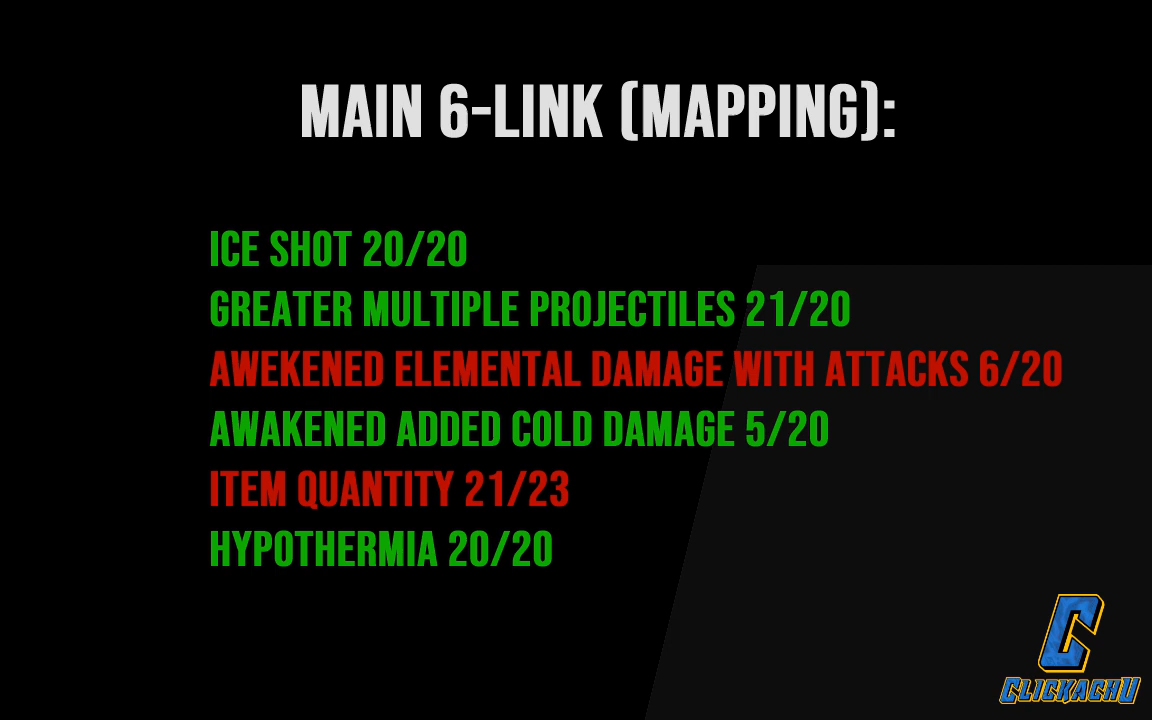 MAIN 6-LINK (MAPPING):
ICE SHOT 20/20
GREATER MULTIPLE PROJECTILES 21/20
AWEKENED ELEMENTAL DAMAGE WITH ATTACKS 6/20
AWAKENED ADDED COLD DAMAGE 5/20
ITEM QUANTITY 21/23
HYPOTHERMIA 20/20
C
CLICKACHU